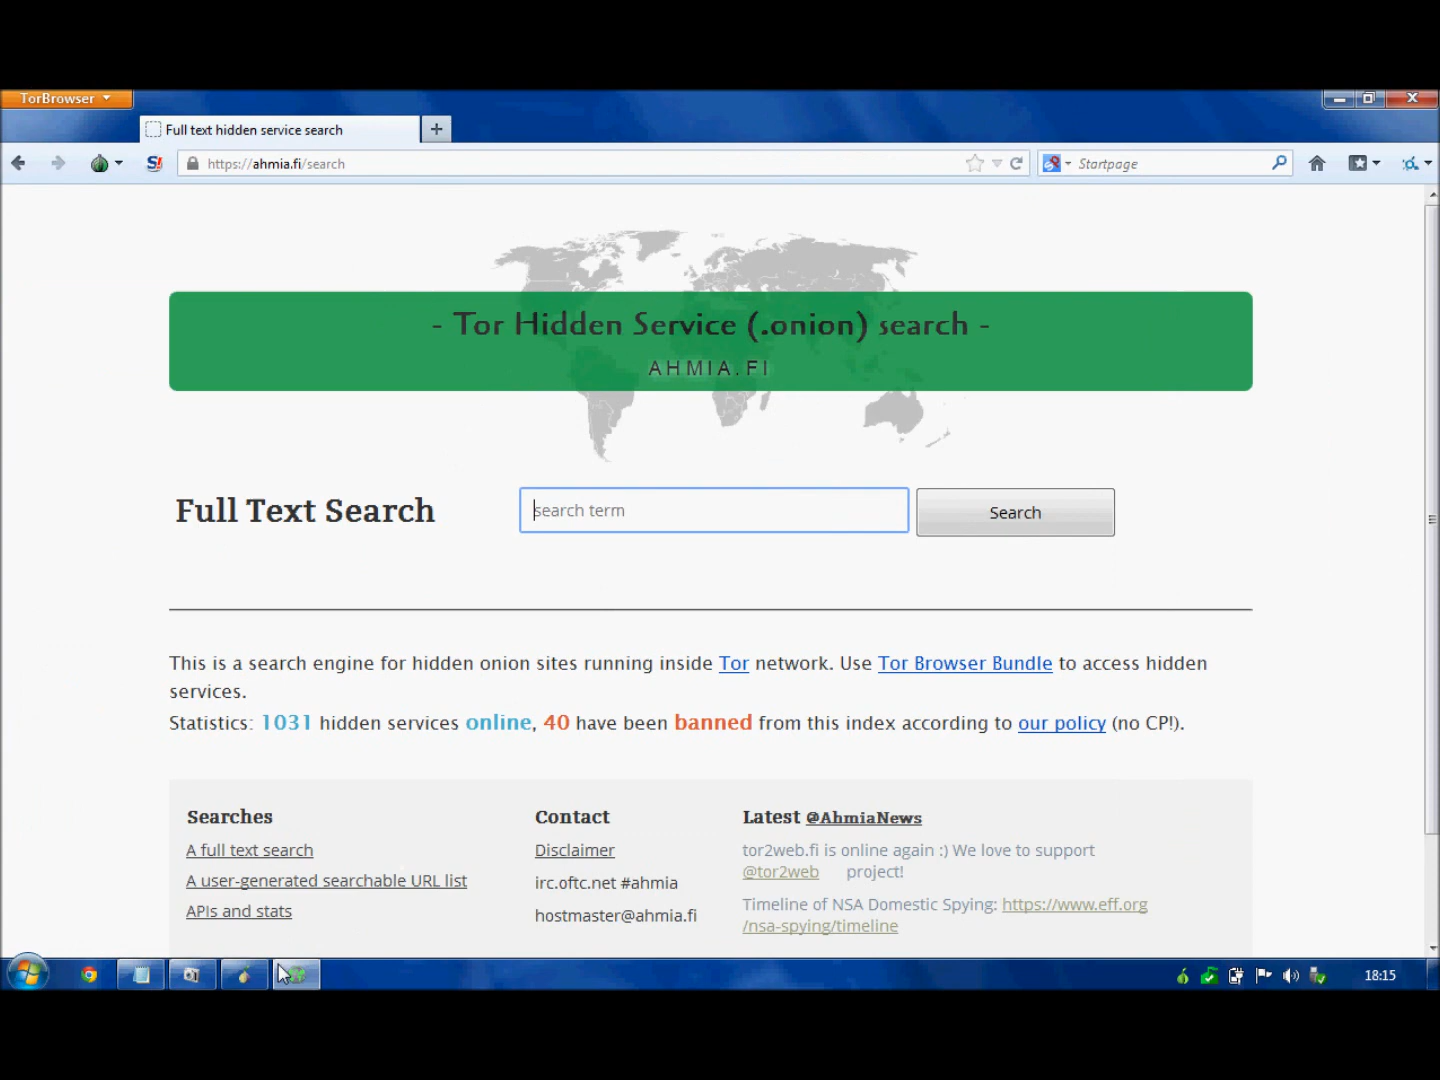 TorBrowser
Full text hidden service search
https://ahmia.fi/search
Startpage
- Tor Hidden Service (.onion) search -
AHMIA.FI
Full Text Search
search term
Search
This is a search engine for hidden onion sites running inside Tor network. Use Tor Browser Bundle to access hidden
services.
Statistics: 1031 hidden services online, 40 have been banned from this index according to our policy (no CP!).
Searches
A full text search
A user-generated searchable URL list
APIs and stats
Contact
Disclaimer
irc.oftc.net #ahmia
hostmaster@ahmia.fi
Latest @AhmiaNews
tor2web.fi is online again :) We love to support
@tor2web project!
Timeline of NSA Domestic Spying: https://www.eff.org
/nsa-spying/timeline
18:15